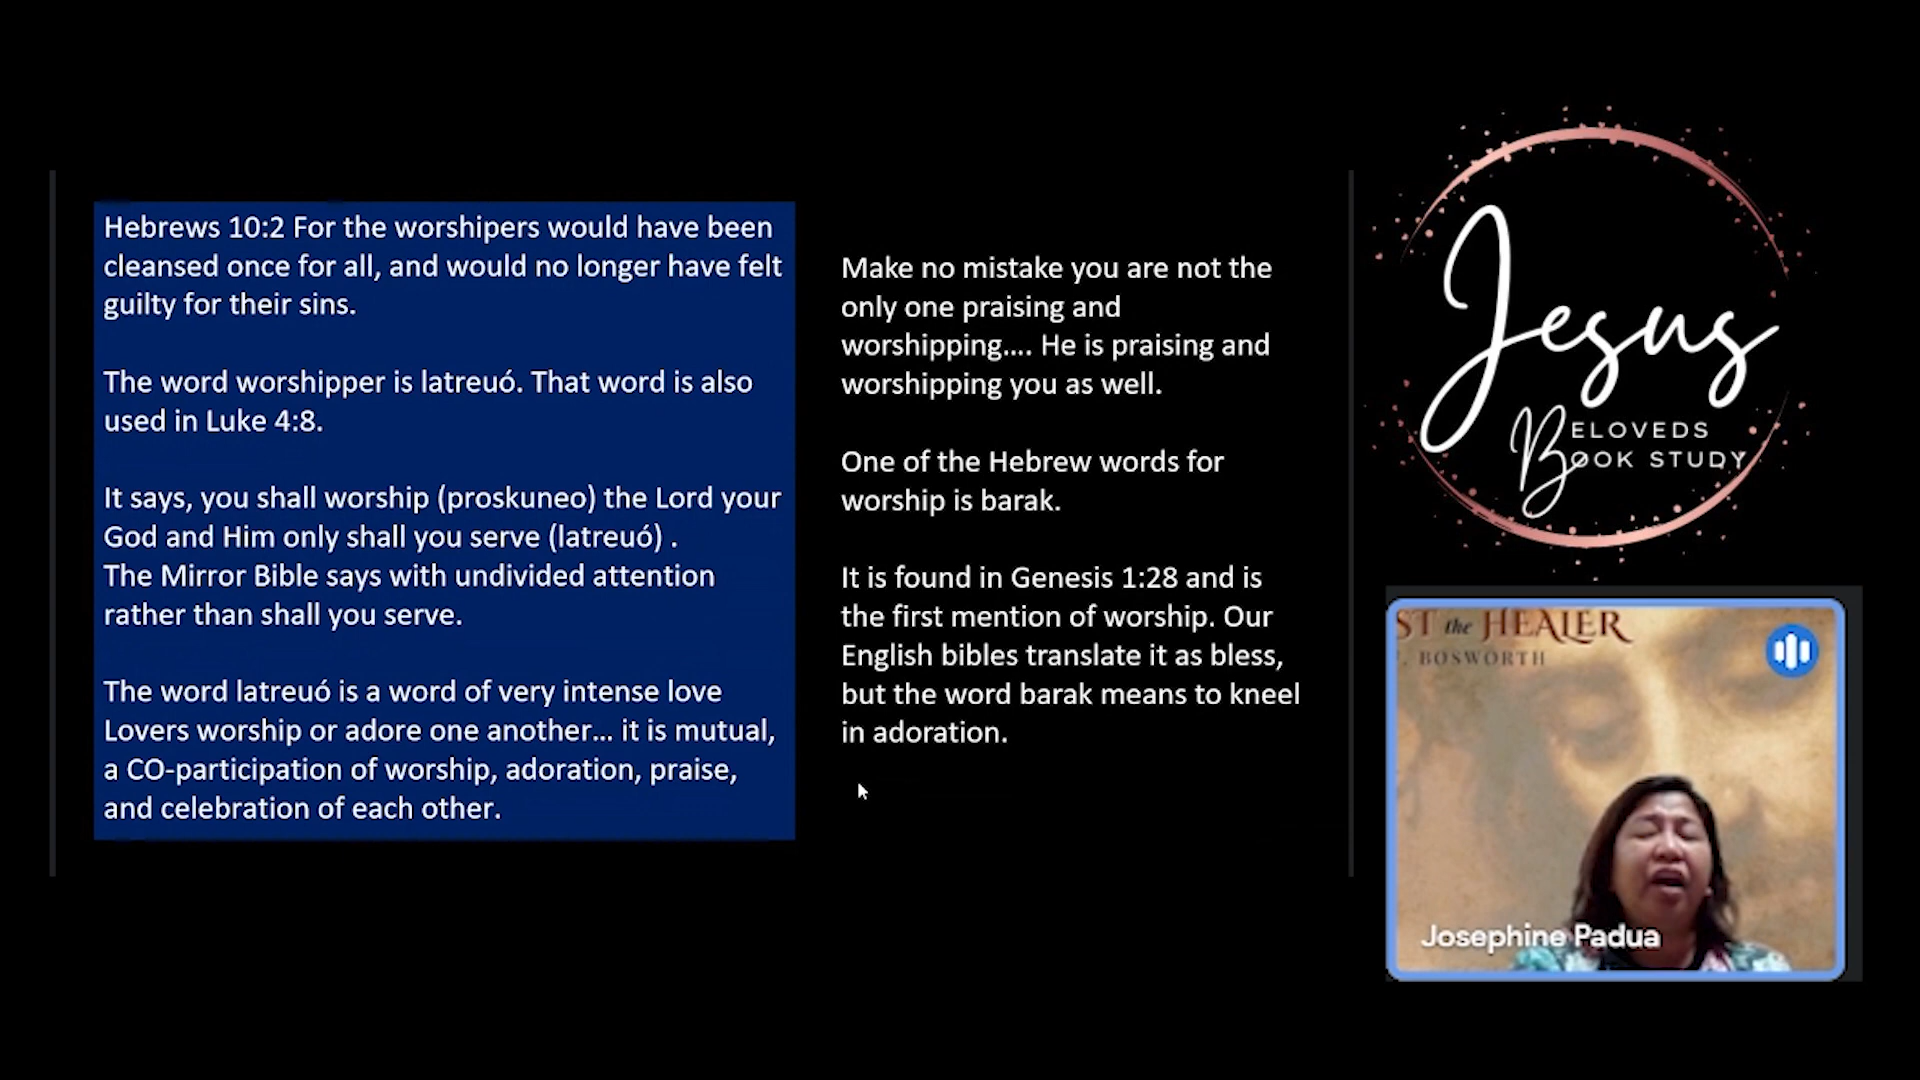 Hebrews 10:2 For the worshipers would have been
cleansed once for all, and would no longer have felt
guilty for their sins.
The word worshipper is latreuó. That word is also
used in Luke 4:8.
It says, you shall worship (proskuneo) the Lord your
God and Him only shall you serve (latreuó) .
The Mirror Bible says with undivided attention
rather than shall you serve.
The word latreuó is a word of very intense love
Lovers worship or adore one another... it is mutual,
a CO-participation of worship, adoration, praise,
and celebration of each other.
Make no mistake you are not the
only one praising and
worshipping.... He is praising and
worshipping you as well.
One of the Hebrew words for
worship is barak.
It is found in Genesis 1:28 and is
the first mention of worship. Our
English bibles translate it as bless,
but the word barak means to kneel
in adoration.
Jesus
BELOVEDS
BOOK STUDY
ST the HEALER
. BOSWORTH
Josephine Padua